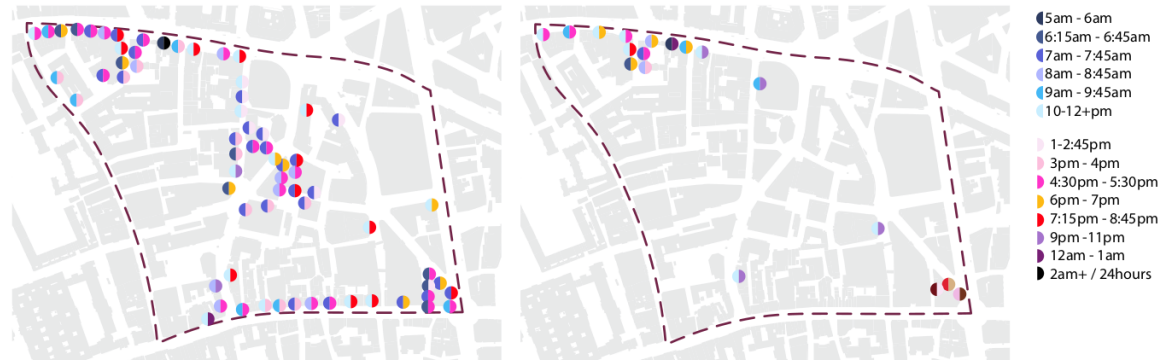 5am - 6am
6:15am - 6:45am
7am - 7:45am
8am - 8:45am
9am - 9:45am
10-12+pm
1-2:45pm
3pm - 4pm
4:30pm - 5:30pm
6pm - 7pm
7:15pm - 8:45pm
9pm -11pm
12am - 1am
2am+ / 24hours